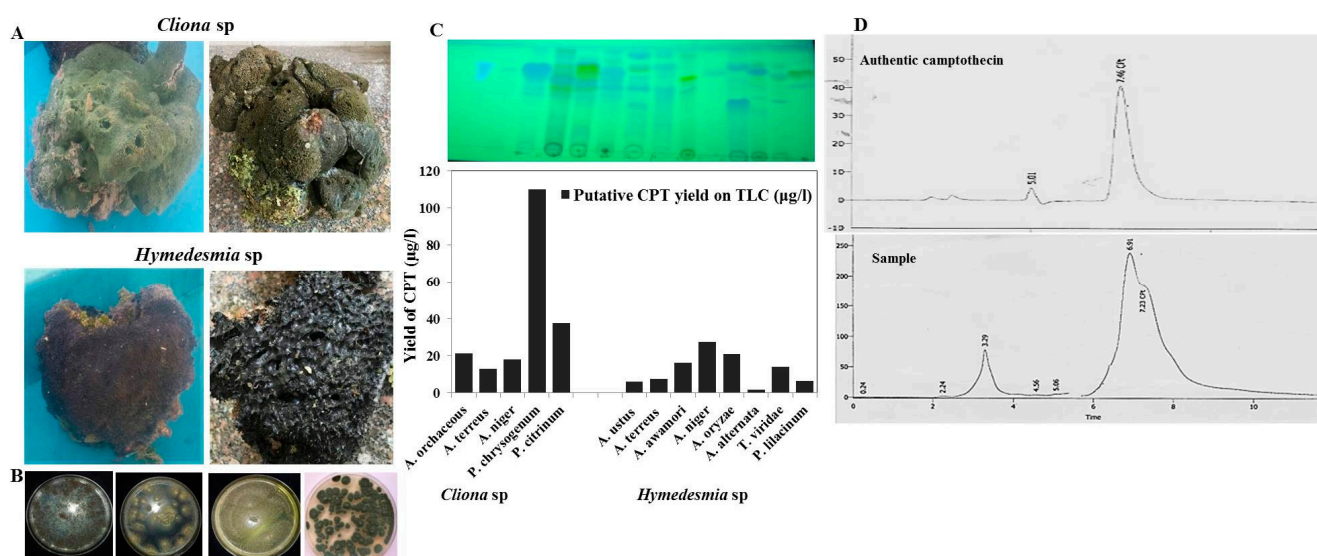 A
Cliona sp
Hymedesmia sp
B
C
120
100
80
60
40
20
0
Yield of CPT (µg/l)
Putative CPT yield on TLC (µg/l)
A. orchaceous
A. terreus
A. niger
P. chrysogenum
P. citrinum
A. ustus
A. terreus
A. awamori
A. niger
A. oryzae
A. alternata
T. viridae
P. lilacinum
Cliona sp
Hymedesmia sp
D
Authentic camptothecin
50
40
30
20
10
0
-10
5.01
7.46 CPt
Sample
250
200
150
100
50
0
0.24
2.24
3.29
4.56
5.06
6.91
7.23 CPt
0
2
4
6
8
10
Time